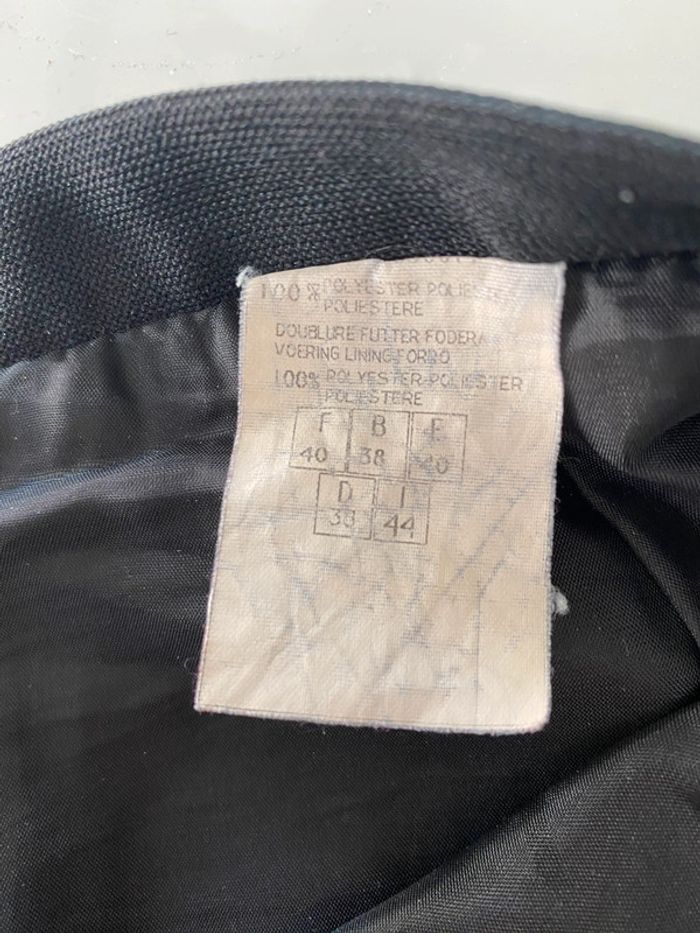 100% POLYESTER POLIESTER
POLIESTERE
DOUBLURE FUTTER FODERA
VOERING LINING FORRO
100% POLYESTER-POLIESTER
POLIESTERE
F B E
40 38 40
D I
38 44